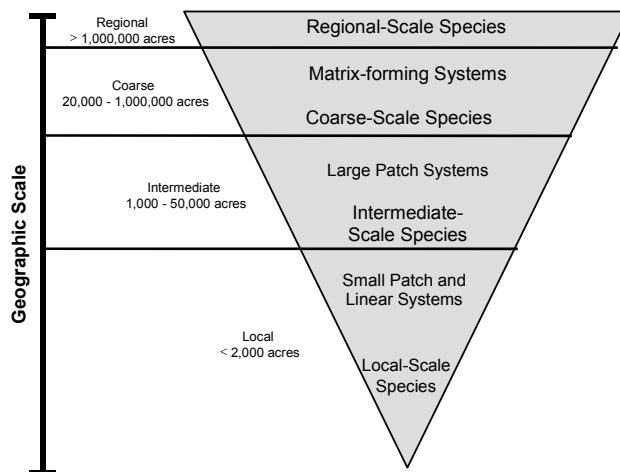 Geographic Scale
Regional
> 1,000,000 acres
Regional-Scale Species
Coarse
20,000 - 1,000,000 acres
Matrix-forming Systems
Coarse-Scale Species
Intermediate
1,000 - 50,000 acres
Large Patch Systems
Intermediate-
Scale Species
Local
< 2,000 acres
Small Patch and
Linear Systems
Local-Scale
Species